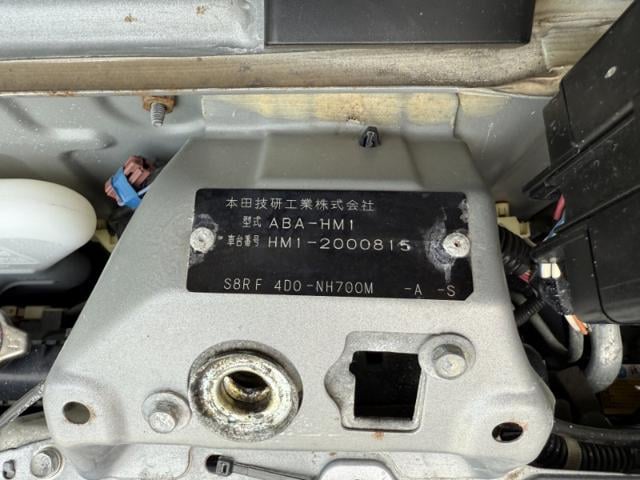 本田技研工業株式会社
型式 ABA-HM1
車台番号 HM1-2000815
S8RF 4D0-NH700M -A -S